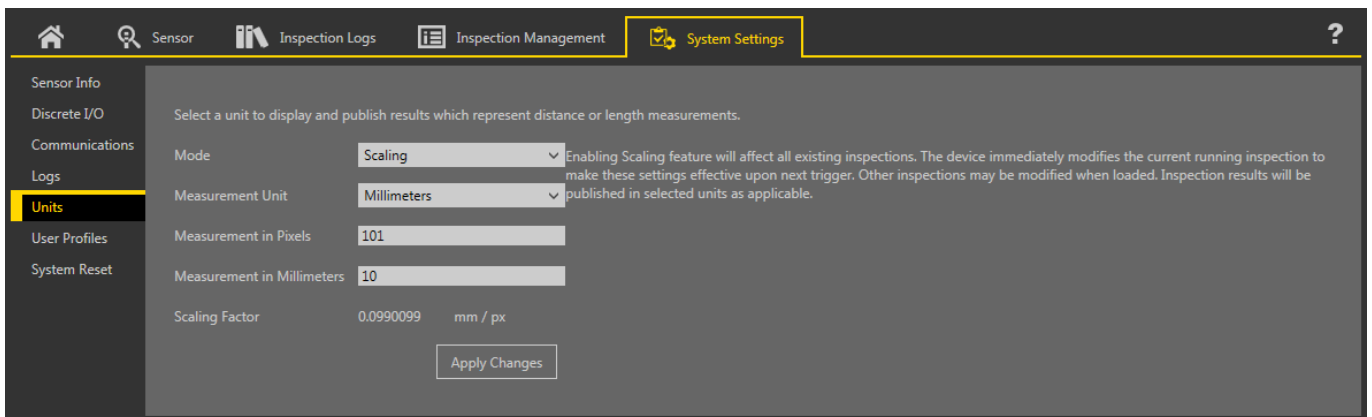 Sensor
Inspection Logs
Inspection Management
System Settings
?
Sensor Info
Discrete I/O
Communications
Logs
Units
User Profiles
System Reset
Select a unit to display and publish results which represent distance or length measurements.
Mode
Scaling
Enabling Scaling feature will affect all existing inspections. The device immediately modifies the current running inspection to
make these settings effective upon next trigger. Other inspections may be modified when loaded. Inspection results will be
published in selected units as applicable.
Measurement Unit
Millimeters
Measurement in Pixels
101
Measurement in Millimeters
10
Scaling Factor
0.0990099 mm / px
Apply Changes